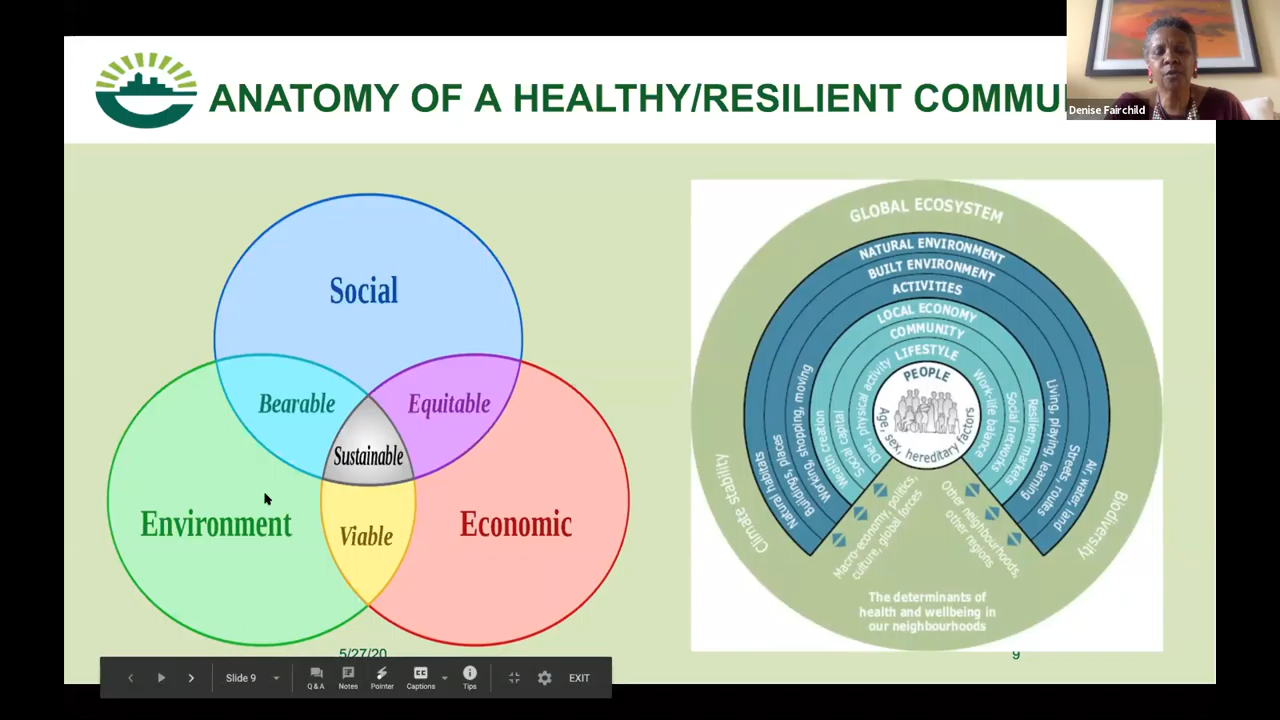 ANATOMY OF A HEALTHY/RESILIENT COMMU
Denise Fairchild
Social
Bearable
Equitable
Sustainable
Environment
Economic
Viable
GLOBAL ECOSYSTEM
NATURAL ENVIRONMENT
BUILT ENVIRONMENT
ACTIVITIES
LOCAL ECONOMY
COMMUNITY
LIFESTYLE
PEOPLE
Age, sex, hereditary factors
Diet, physical activity
Work-life balance
Social capital
Social networks
Wealth creation
Resilient markets
Working, shopping, moving
Living, playing, learning
Buildings, places
Streets, routes
Natural habitats
Air, water, land
Climate stability
Biodiversity
Macro-economy, politics,
culture, global forces
Other neighbourhoods,
other regions
The determinants of
health and wellbeing in
our neighbourhoods
5/27/20
9
Slide 9
Q & A
Notes
Pointer
CC
Captions
Tips
EXIT